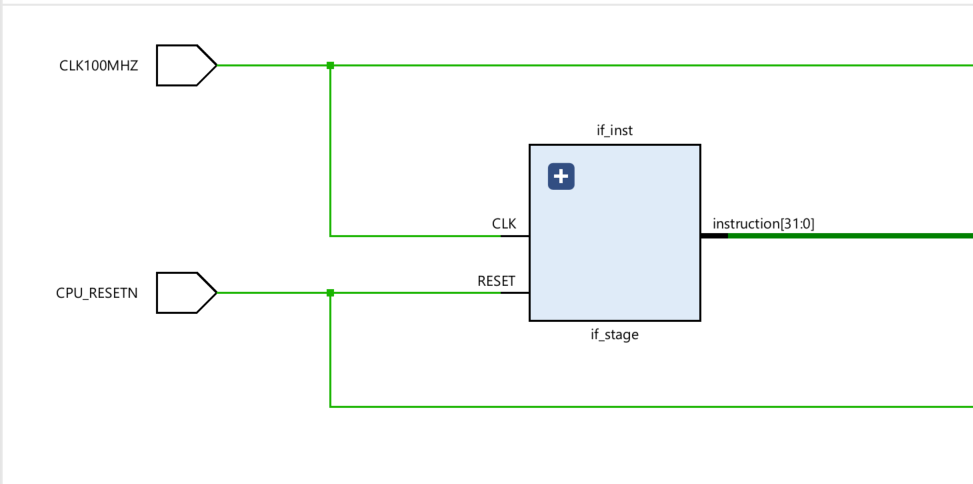 CLK100MHZ
if_inst
CLK
instruction[31:0]
RESET
CPU_RESETN
if_stage